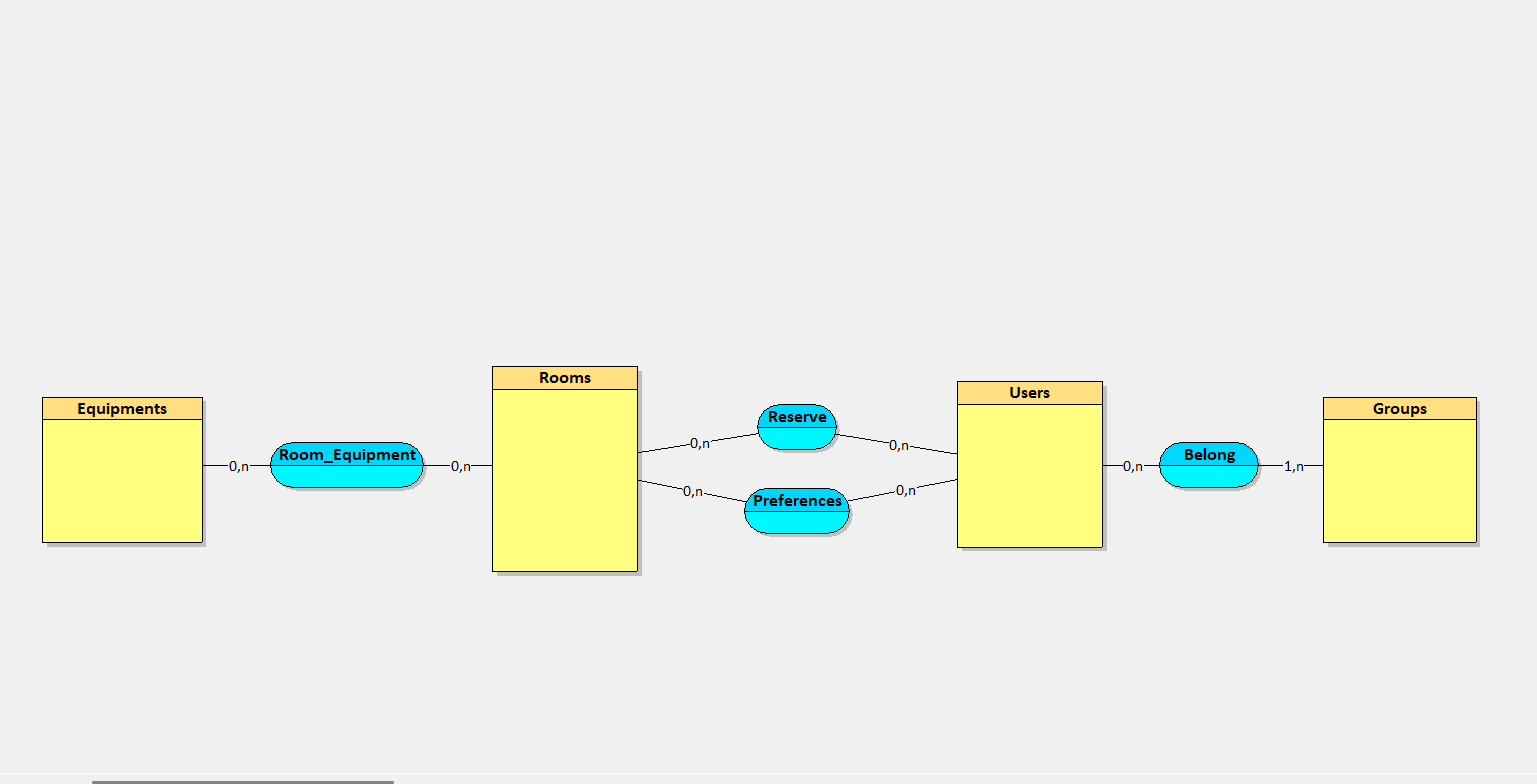 Equipments
0,n
Room_Equipment
0,n
Rooms
0,n
Reserve
0,n
0,n
Preferences
0,n
Users
0,n
Belong
1,n
Groups